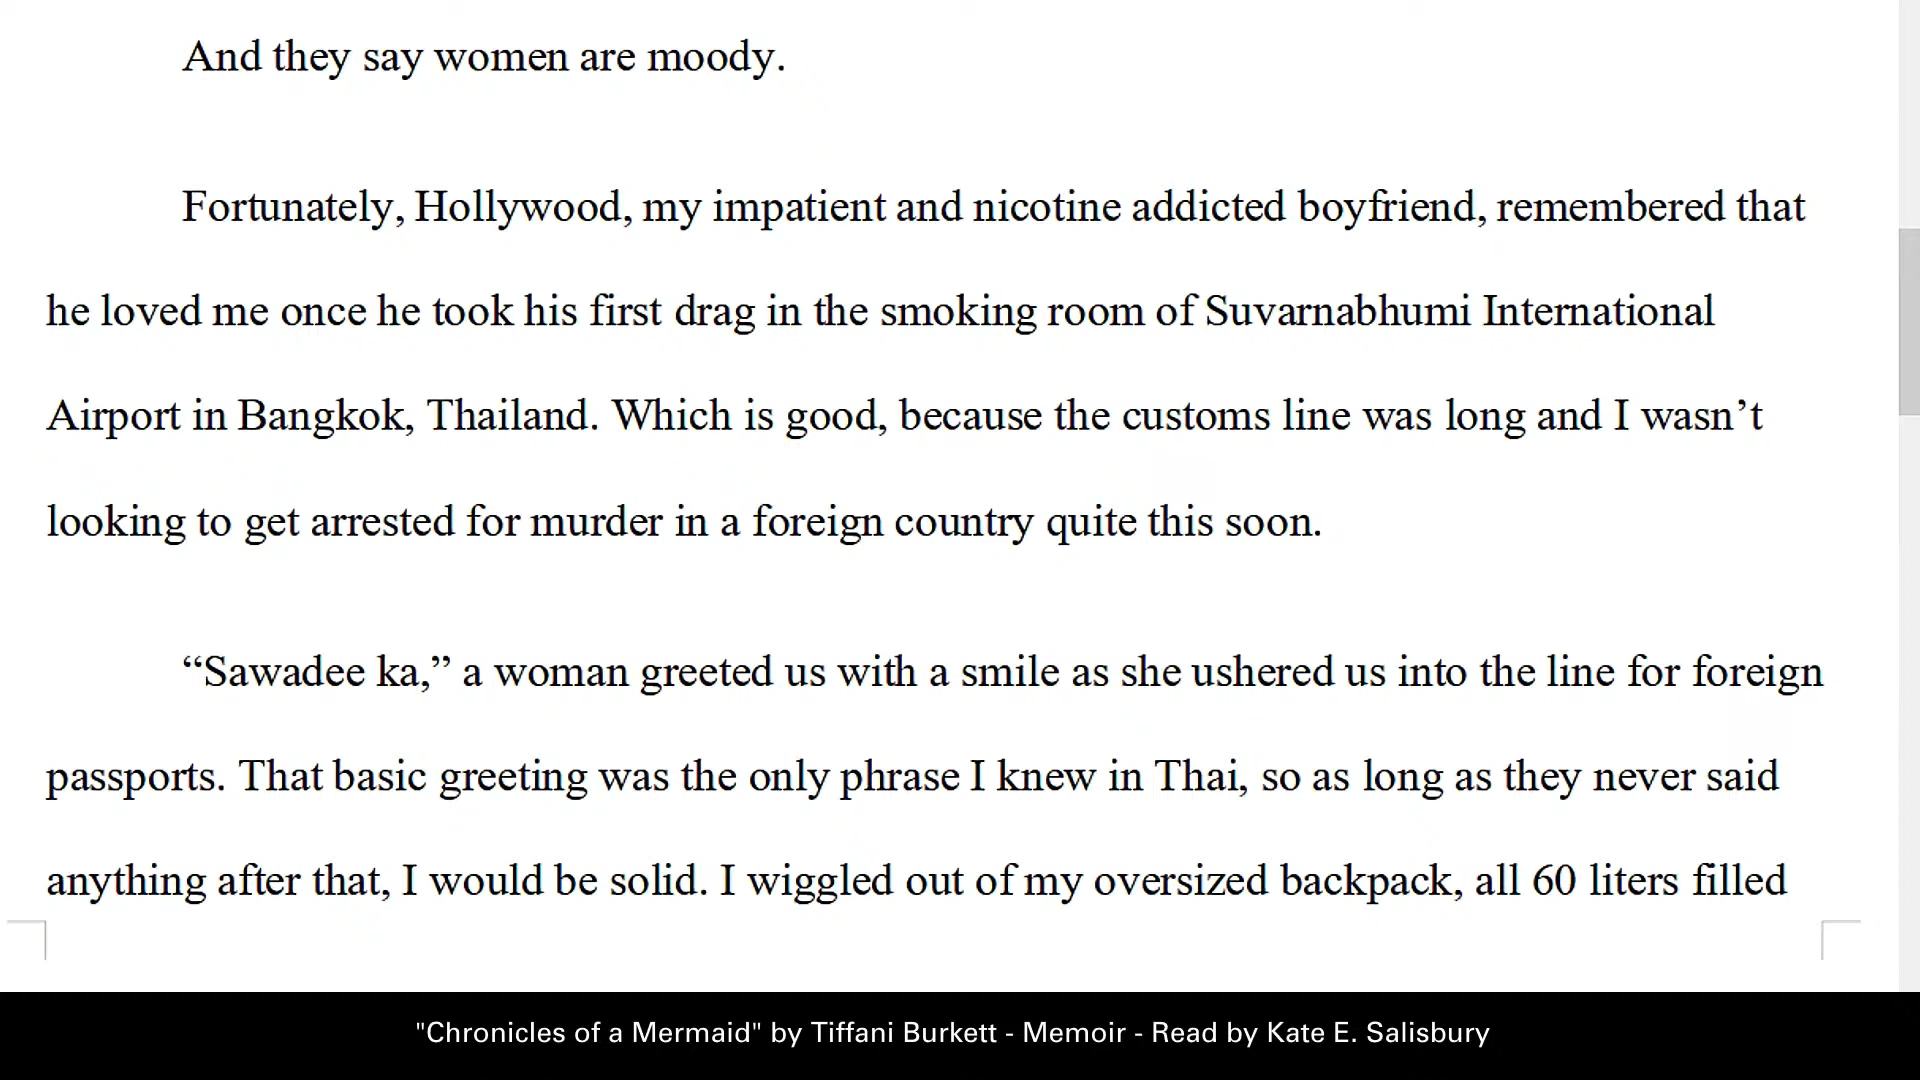 And they say women are moody.
Fortunately, Hollywood, my impatient and nicotine addicted boyfriend, remembered that
he loved me once he took his first drag in the smoking room of Suvarnabhumi International
Airport in Bangkok, Thailand. Which is good, because the customs line was long and I wasn’t
looking to get arrested for murder in a foreign country quite this soon.
“Sawadee ka,” a woman greeted us with a smile as she ushered us into the line for foreign
passports. That basic greeting was the only phrase I knew in Thai, so as long as they never said
anything after that, I would be solid. I wiggled out of my oversized backpack, all 60 liters filled
"Chronicles of a Mermaid" by Tiffani Burkett - Memoir - Read by Kate E. Salisbury